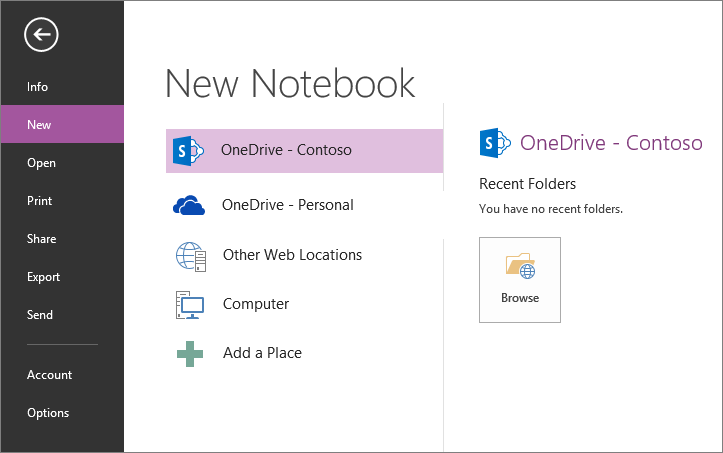 Info
New
Open
Print
Share
Export
Send
Account
Options
New Notebook
S OneDrive - Contoso
OneDrive - Personal
Other Web Locations
Computer
Add a Place
S OneDrive - Contoso
Recent Folders
You have no recent folders.
Browse